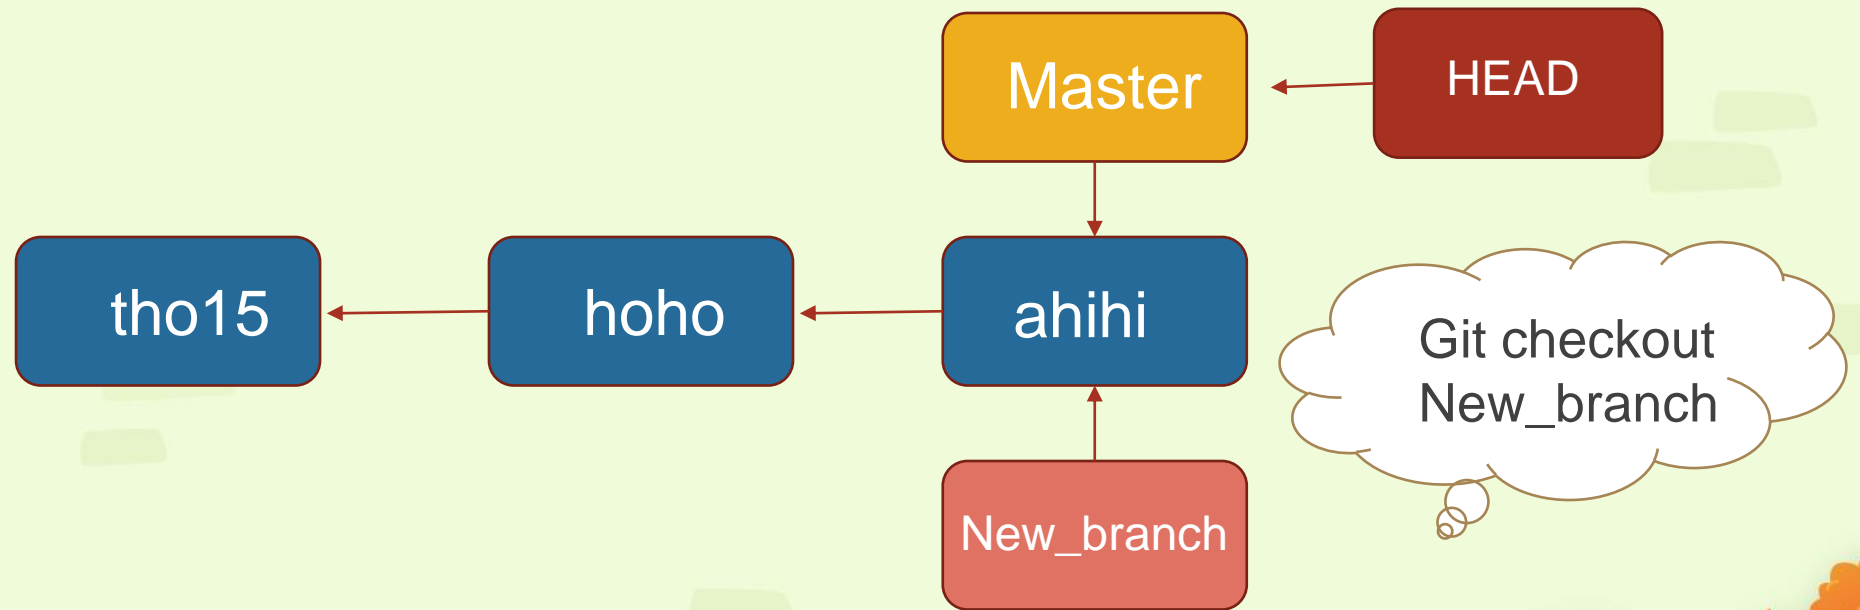 Master
HEAD
tho15
hoho
ahihi
Git checkout
New_branch
New_branch